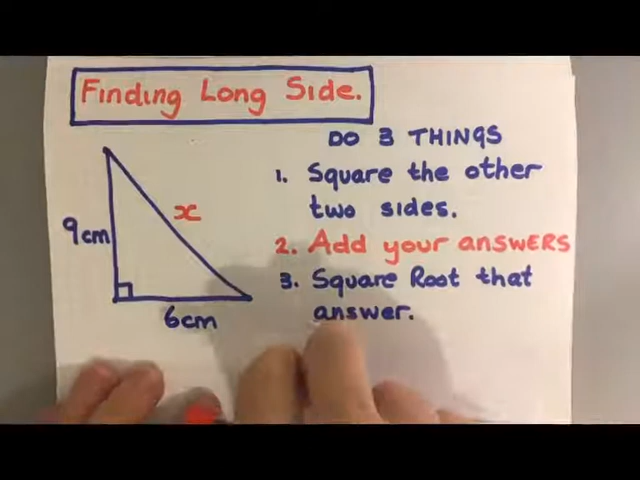 Finding Long Side.
DO 3 THINGS
1. Square the other
two sides.
2. Add your answers
3. Square Root that
answer.
9cm
x
6cm